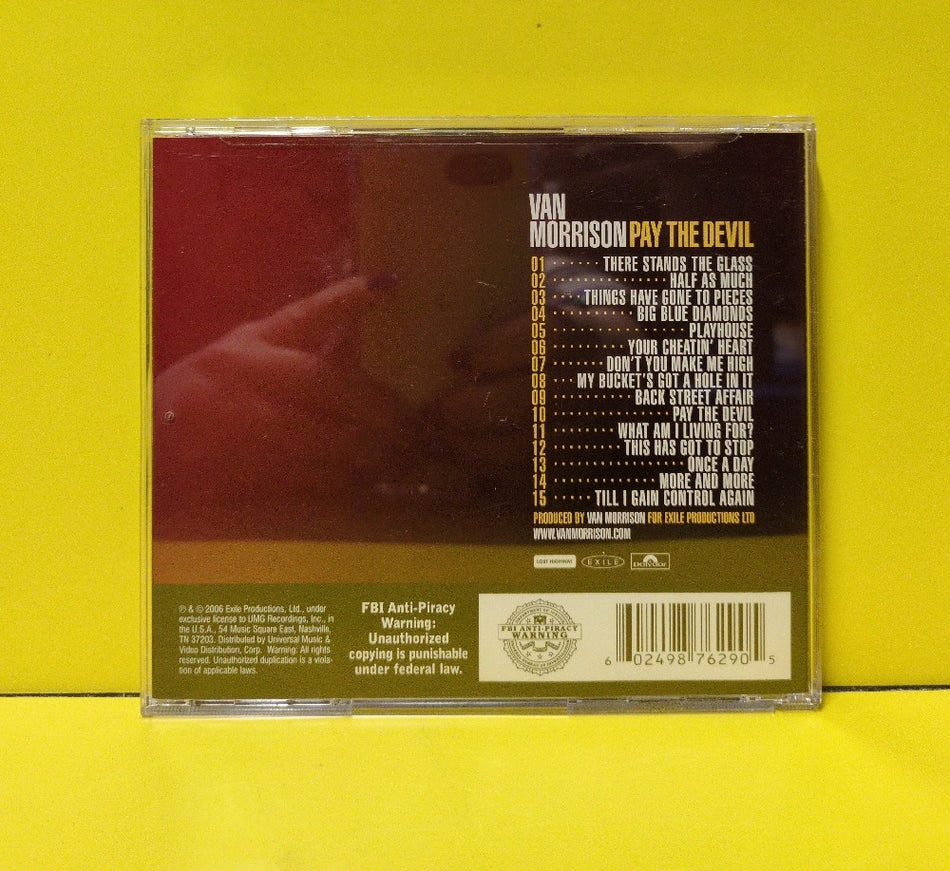 VAN
MORRISON PAY THE DEVIL
01 ...... THERE STANDS THE GLASS
02 ............... HALF AS MUCH
03 .... THINGS HAVE GONE TO PIECES
04 .......... BIG BLUE DIAMONDS
05 ................. PLAYHOUSE
06 ......... YOUR CHEATIN' HEART
07 ....... DON'T YOU MAKE ME HIGH
08 ... MY BUCKET'S GOT A HOLE IN IT
09 .......... BACK STREET AFFAIR
10 ............... PAY THE DEVIL
11 ........ WHAT AM I LIVING FOR?
12 ......... THIS HAS GOT TO STOP
13 ................. ONCE A DAY
14 ............. MORE AND MORE
15 ..... TILL I GAIN CONTROL AGAIN
PRODUCED BY VAN MORRISON FOR EXILE PRODUCTIONS LTD
WWW.VANMORRISON.COM
LOST HIGHWAY EXILE Polydor
℗ & © 2006 Exile Productions, Ltd., under
exclusive license to UMG Recordings, Inc., in
the U.S.A., 54 Music Square East, Nashville,
TN 37203. Distributed by Universal Music &
Video Distribution, Corp. Warning: All rights
reserved. Unauthorized duplication is a viola-
tion of applicable laws.
FBI Anti-Piracy
Warning:
Unauthorized
copying is punishable
under federal law.
FBI ANTI-PIRACY
WARNING
6 02498 76290 5